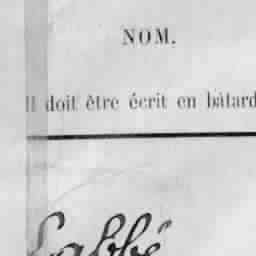 NOM.
Il doit être écrit en bâtard
Labbé